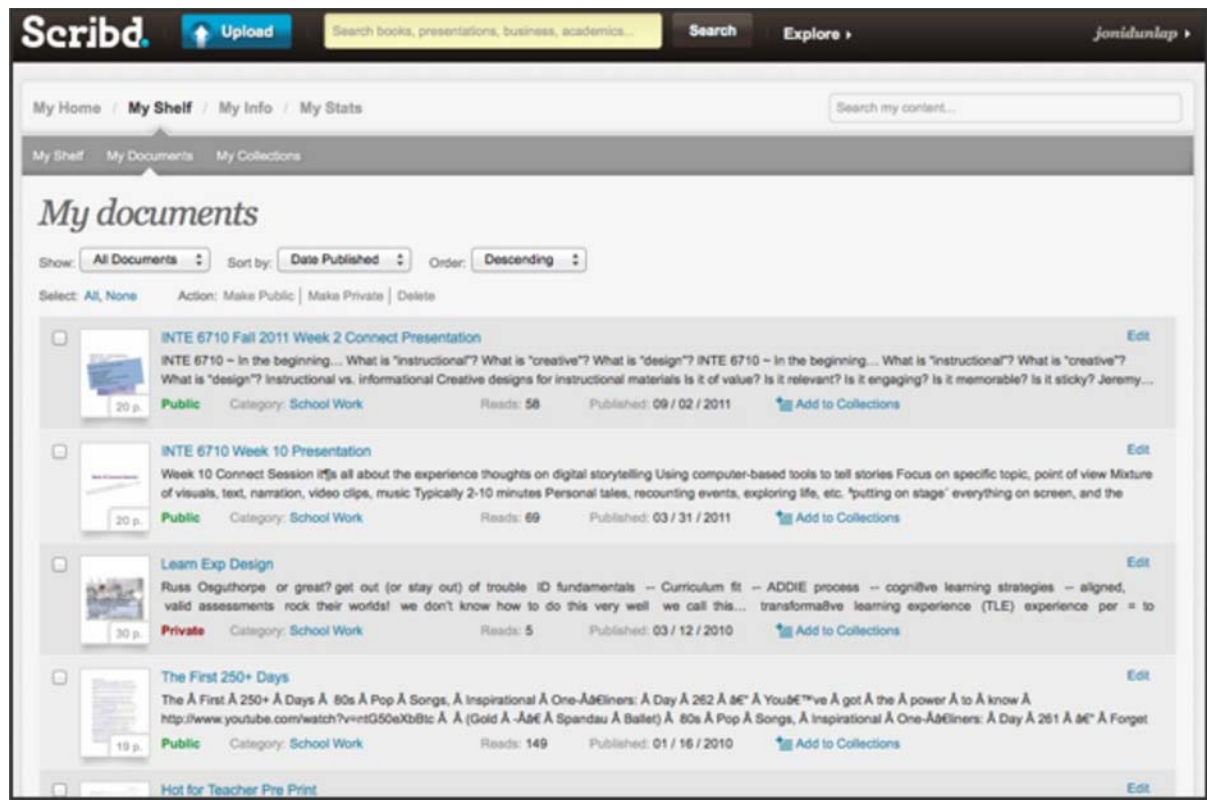 Scribd. Upload Search books, presentations, business, academics... Search Explore jonidunlap
My Home / My Shelf / My Info / My Stats Search my content...
My Shelf My Documents My Collections
My documents
Show: All Documents Sort by: Date Published Order: Descending
Select: All, None Action: Make Public | Make Private | Delete
INTE 6710 Fall 2011 Week 2 Connect Presentation Edit
INTE 6710 ~ In the beginning... What is "instructional"? What is "creative"? What is "design"? INTE 6710 ~ In the beginning... What is "instructional"? What is "creative"?
What is "design"? Instructional vs. informational Creative designs for instructional materials Is it of value? Is it relevant? Is it engaging? Is it memorable? Is it sticky? Jeremy...
20 p. Public Category: School Work Reads: 58 Published: 09 / 02 / 2011 Add to Collections
INTE 6710 Week 10 Presentation Edit
Week 10 Connect Session it¶s all about the experience thoughts on digital storytelling Using computer-based tools to tell stories Focus on specific topic, point of view Mixture
of visuals, text, narration, video clips, music Typically 2-10 minutes Personal tales, recounting events, exploring life, etc. ³putting on stage´ everything on screen, and the
20 p. Public Category: School Work Reads: 69 Published: 03 / 31 / 2011 Add to Collections
Learn Exp Design Edit
Russ Osguthorpe or great? get out (or stay out) of trouble ID fundamentals -- Curriculum fit -- ADDIE process -- cogni8ve learning strategies -- aligned,
valid assessments rock their worlds! we don't know how to do this very well we call this... transforma8ve learning experience (TLE) experience per = to
30 p. Private Category: School Work Reads: 5 Published: 03 / 12 / 2010 Add to Collections
The First 250+ Days Edit
The Â First Â 250+ Â Days Â 80s Â Pop Â Songs, Â Inspirational Â One-Ââ€liners: Â Day Â 262 Â â€" Â Youâ€™ve Â got Â the Â power Â to Â know Â
http://www.youtube.com/watch?v=ntG50eXbBtc Â Â (Gold Â -Ââ€ Â Spandau Â Ballet) Â 80s Â Pop Â Songs, Â Inspirational Â One-Ââ€liners: Â Day Â 261 Â â€" Â Forget
19 p. Public Category: School Work Reads: 149 Published: 01 / 16 / 2010 Add to Collections
Hot for Teacher Pre Print Edit